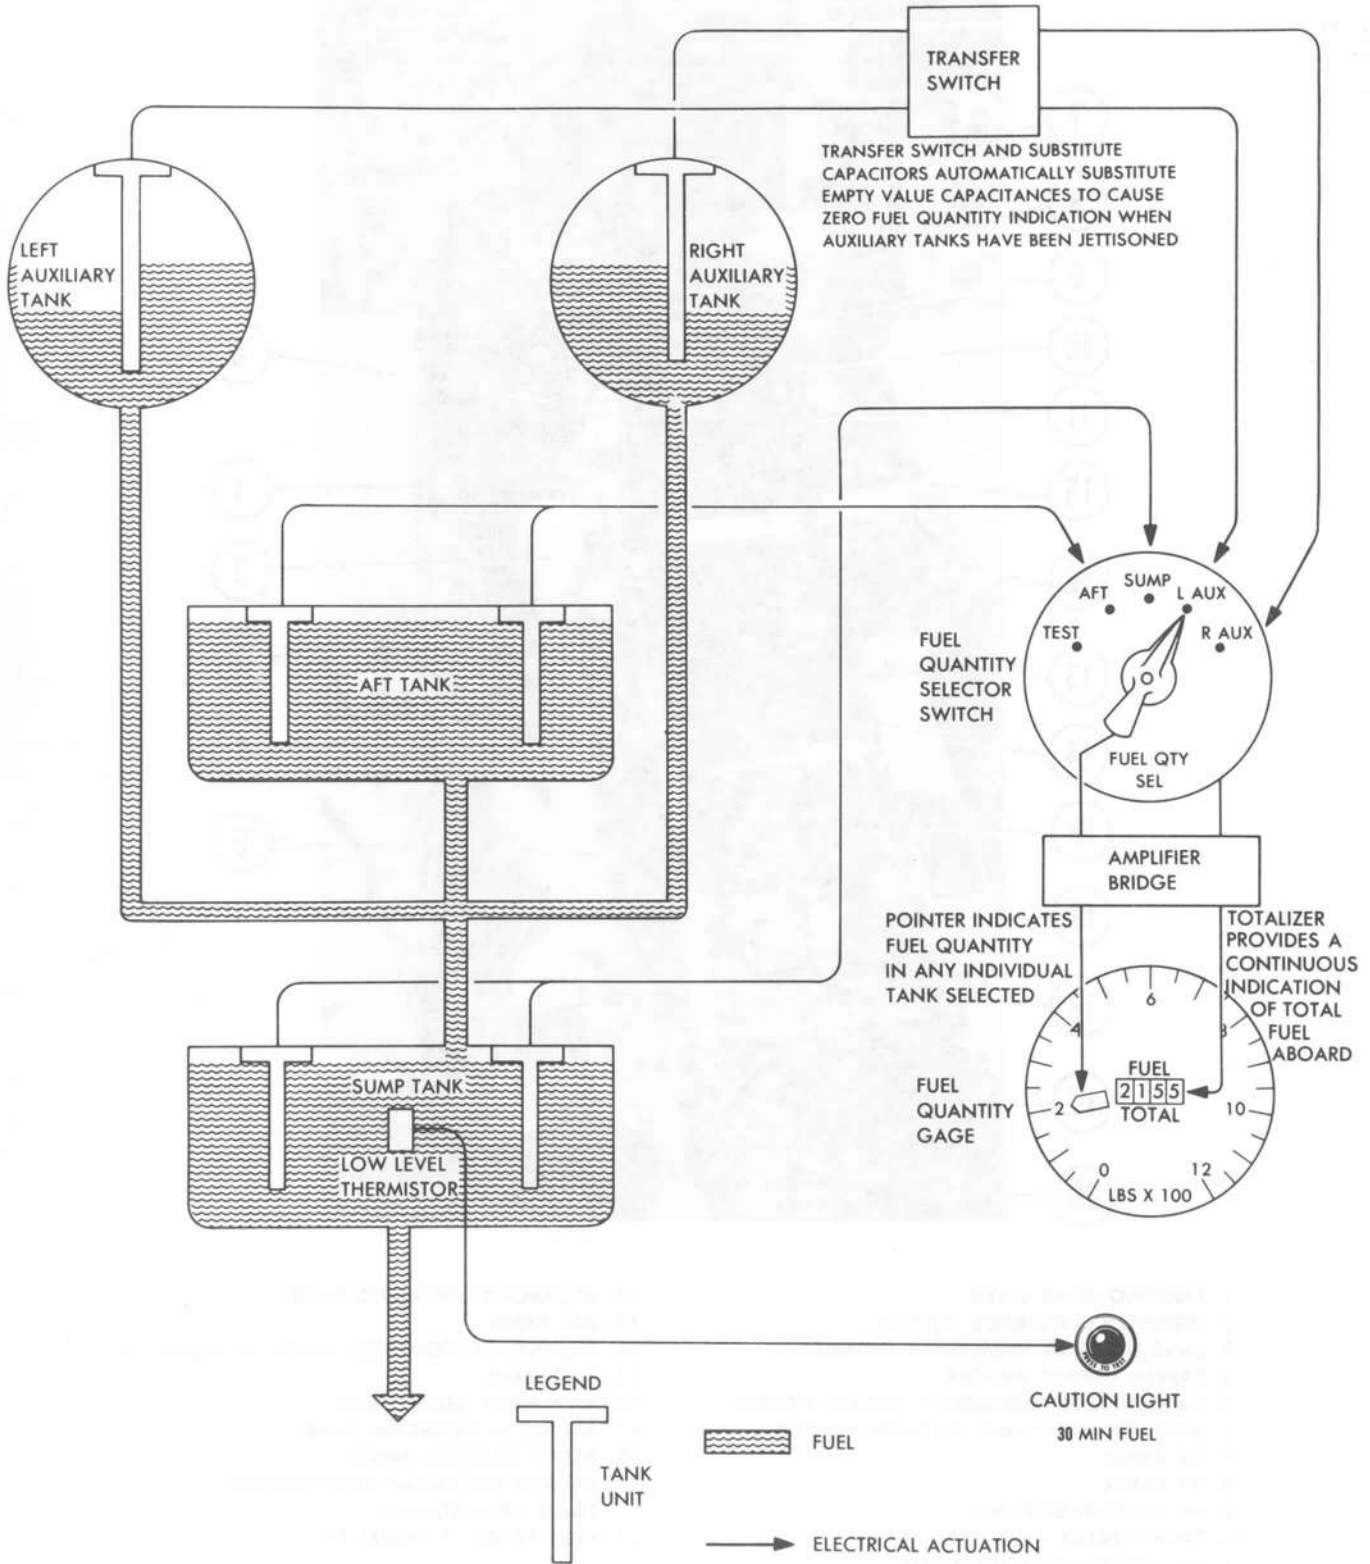 TRANSFER
SWITCH
TRANSFER SWITCH AND SUBSTITUTE
CAPACITORS AUTOMATICALLY SUBSTITUTE
EMPTY VALUE CAPACITANCES TO CAUSE
ZERO FUEL QUANTITY INDICATION WHEN
AUXILIARY TANKS HAVE BEEN JETTISONED
LEFT
AUXILIARY
TANK
RIGHT
AUXILIARY
TANK
AFT TANK
FUEL
QUANTITY
SELECTOR
SWITCH
TEST
AFT
SUMP
L AUX
R AUX
FUEL QTY
SEL
AMPLIFIER
BRIDGE
POINTER INDICATES
FUEL QUANTITY
IN ANY INDIVIDUAL
TANK SELECTED
TOTALIZER
PROVIDES A
CONTINUOUS
INDICATION
OF TOTAL
FUEL
ABOARD
SUMP TANK
LOW LEVEL
THERMISTOR
FUEL
QUANTITY
GAGE
0
2
4
6
8
10
12
FUEL
2155
TOTAL
LBS X 100
PRESS TO TEST
CAUTION LIGHT
30 MIN FUEL
LEGEND
TANK
UNIT
FUEL
ELECTRICAL ACTUATION